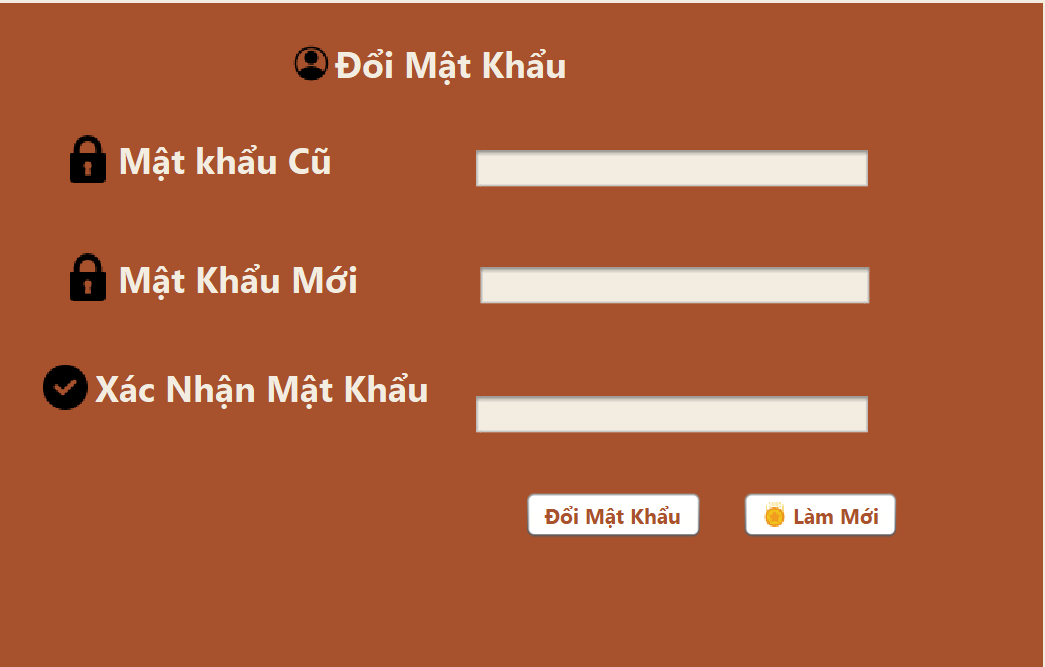 Đổi Mật Khẩu
Mật khẩu Cũ
Mật Khẩu Mới
Xác Nhận Mật Khẩu
Đổi Mật Khẩu
Làm Mới